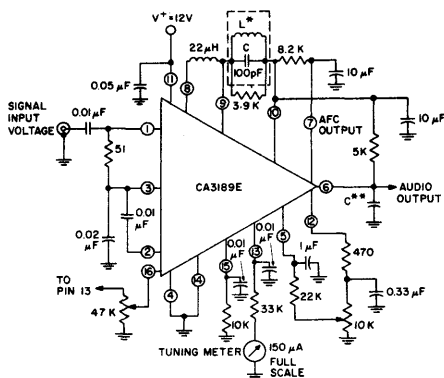 V⁺=12V
L*
22μH
C
100pF
8.2 K
3.9 K
10 μF
0.05 μF
11
8
9
10
7
AFC
OUTPUT
10 μF
5K
SIGNAL
INPUT
VOLTAGE
0.01 μF
1
51
3
CA3189E
6
AUDIO
OUTPUT
C**
0.02
μF
0.01
μF
2
16
4
14
15
13
5
12
0.01
μF
0.01
μF
1 μF
470
TO
PIN 13
47 K
10K
33K
22K
10K
0.33 μF
TUNING METER
150 μA
FULL
SCALE